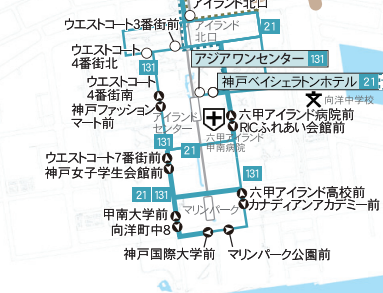 アイランド北口
ウエストコート3番街前
21
アイランド
北口
ウエストコート
4番街北
アジアワンセンター 131
131
神戸ベイシェラトンホテル 21
ウエストコート
4番街南
向洋中学校
神戸ファッション
マート前
アイランド
センター
六甲アイランド病院前
RICふれあい会館前
六甲アイランド
甲南病院
131
21
ウエストコート7番街前
神戸女子学生会館前
131
21 131
六甲アイランド高校前
カナディアンアカデミー前
マリンパーク
甲南大学前
向洋町中8
神戸国際大学前
マリンパーク公園前